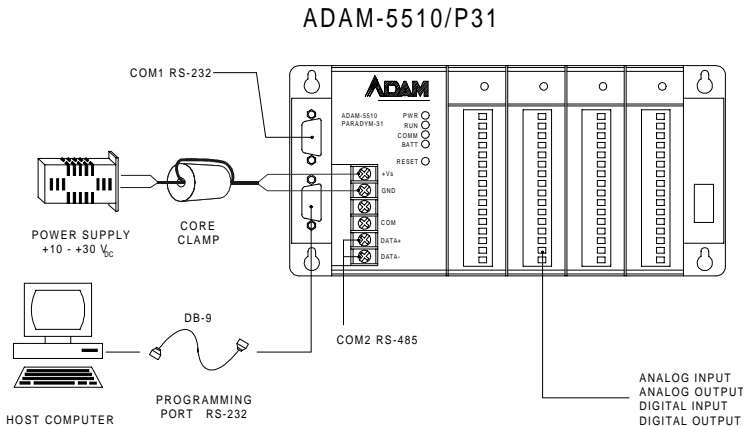 ADAM-5510/P31
COM1 RS-232
ADAM
ADAM-5510
PARADYM-31
PWR
RUN
COMM
BATT
RESET
+Vs
GND
COM
DATA+
DATA-
POWER SUPPLY
+10 - +30 VDC
CORE
CLAMP
DB-9
COM2 RS-485
PROGRAMMING
PORT RS-232
HOST COMPUTER
ANALOG INPUT
ANALOG OUTPUT
DIGITAL INPUT
DIGITAL OUTPUT